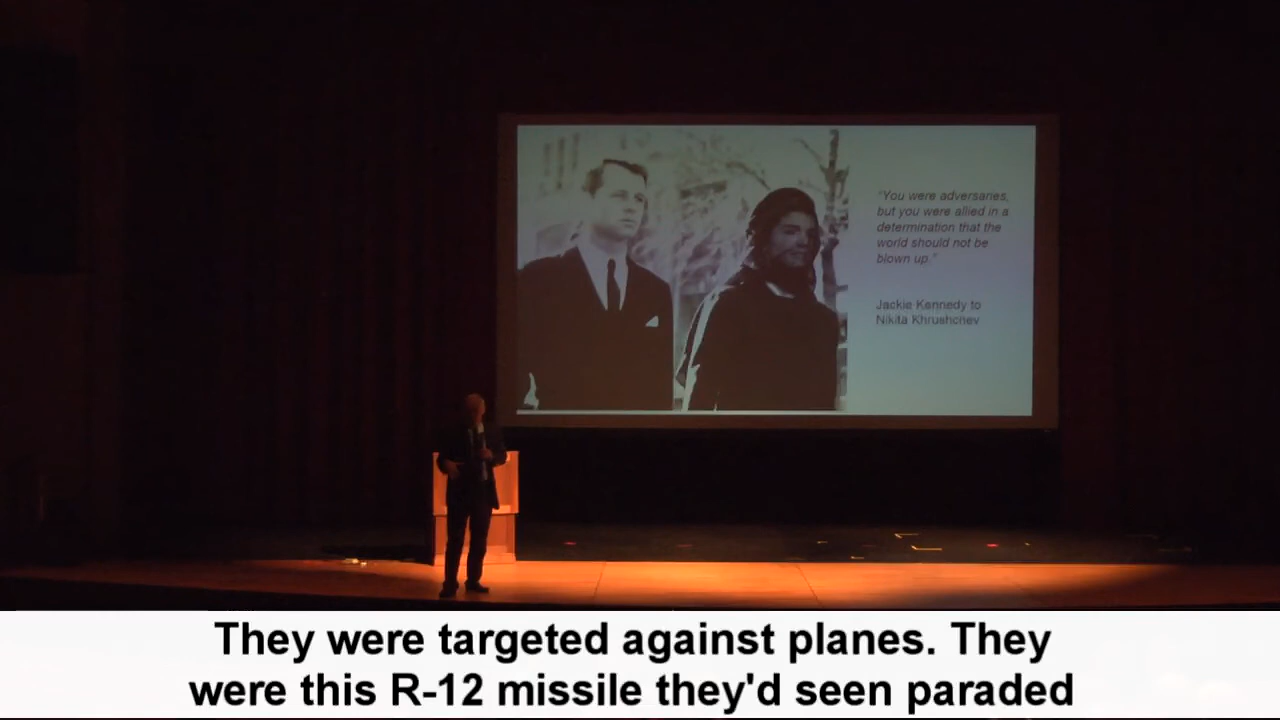 "You were adversaries,
but you were allied in a
determination that the
world should not be
blown up."
Jackie Kennedy to
Nikita Khrushchev
They were targeted against planes. They
were this R-12 missile they'd seen paraded